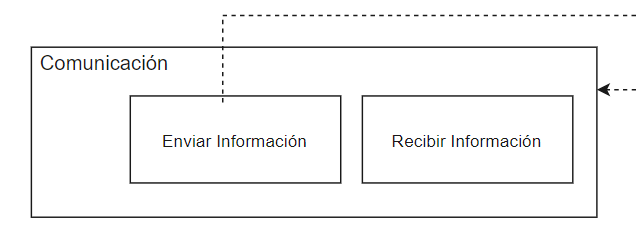 Comunicación
Enviar Información
Recibir Información